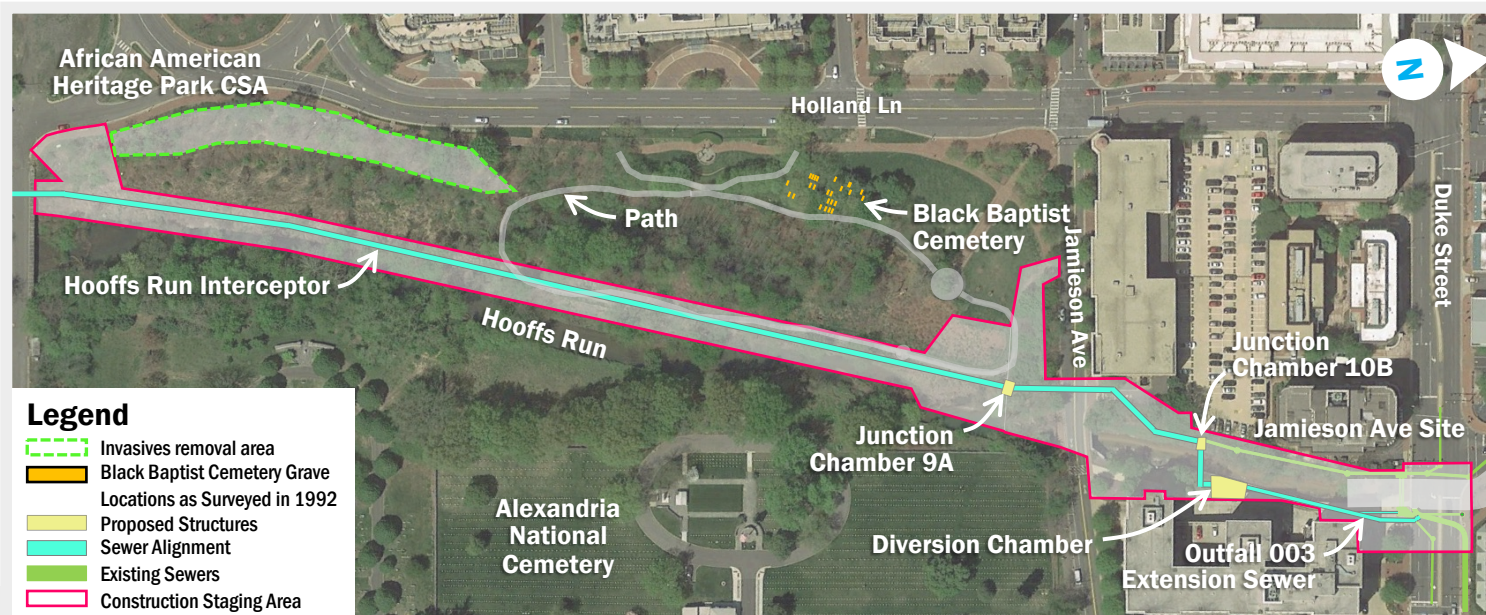 African American
Heritage Park CSA
Holland Ln
N
Path
Black Baptist
Cemetery
Jamieson Ave
Duke Street
Hooffs Run Interceptor
Hooffs Run
Junction
Chamber 10B
Junction
Chamber 9A
Jamieson Ave Site
Alexandria
National
Cemetery
Diversion Chamber
Outfall 003
Extension Sewer
Legend
Invasives removal area
Black Baptist Cemetery Grave
Locations as Surveyed in 1992
Proposed Structures
Sewer Alignment
Existing Sewers
Construction Staging Area